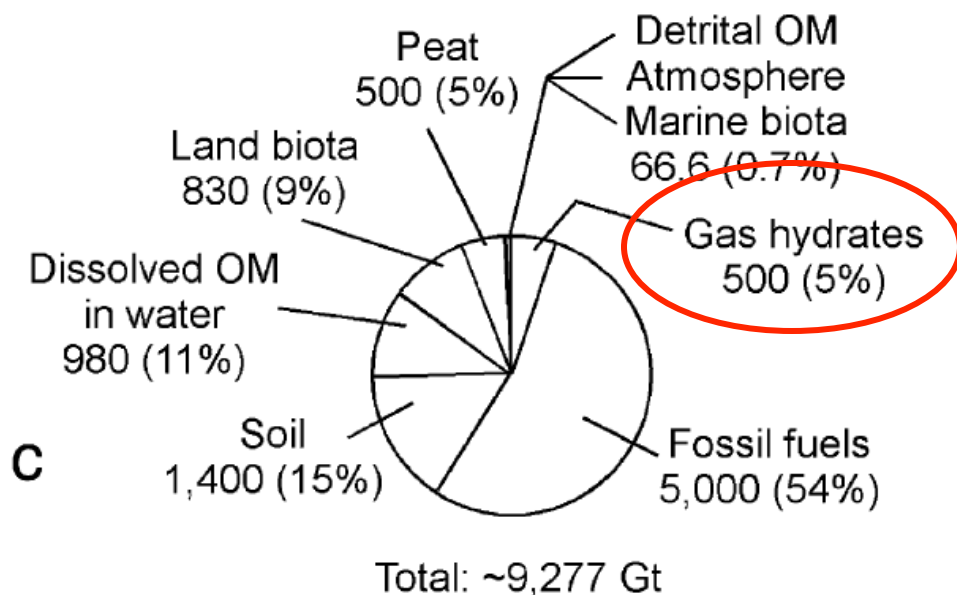 Peat
500 (5%)
Detrital OM
Atmosphere
Marine biota
66.6 (0.7%)
Land biota
830 (9%)
Gas hydrates
500 (5%)
Dissolved OM
in water
980 (11%)
Soil
1,400 (15%)
Fossil fuels
5,000 (54%)
C
Total: ~9,277 Gt